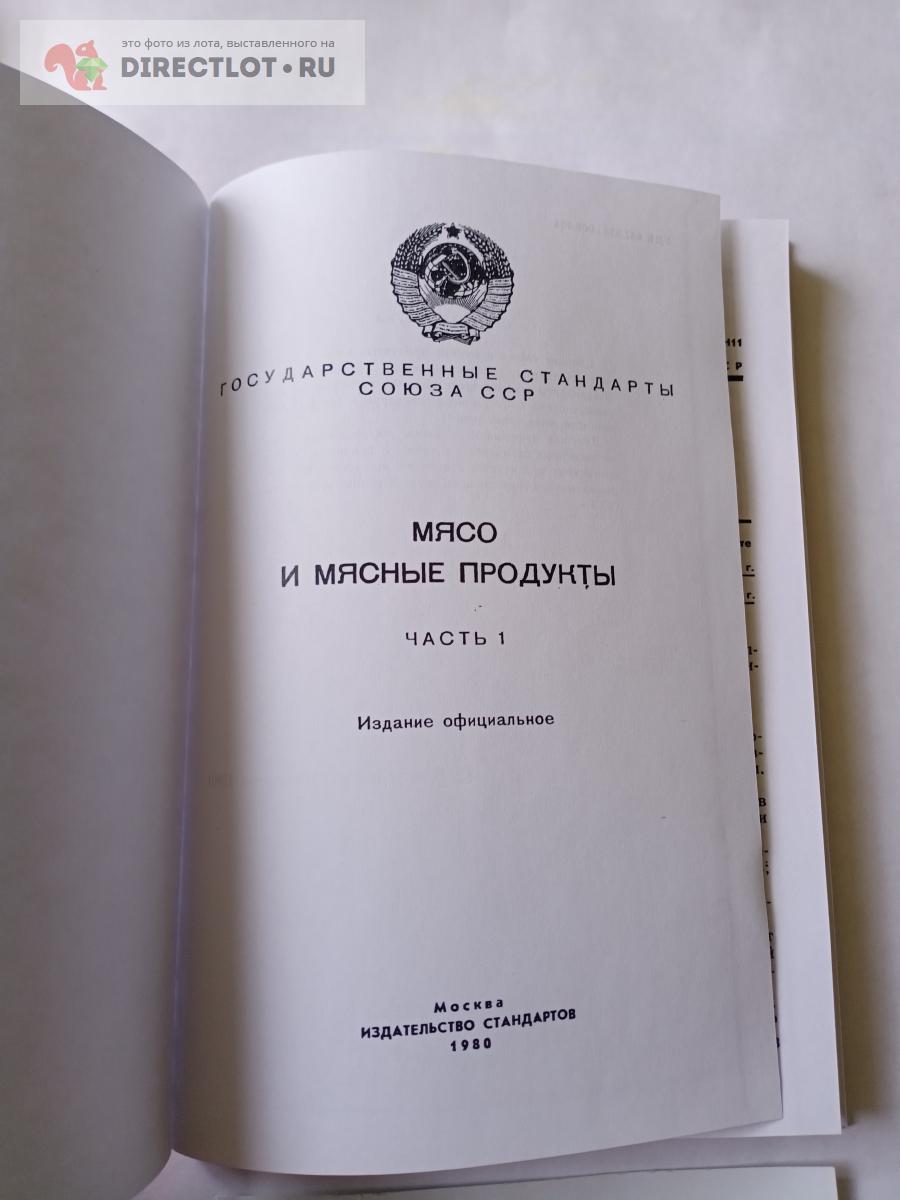 это фото из лота, выставленного на
DIRECTLOT.RU
ГОСУДАРСТВЕННЫЕ СТАНДАРТЫ
СОЮЗА ССР
МЯСО
И МЯСНЫЕ ПРОДУКТЫ
ЧАСТЬ 1
Издание официальное
Москва
ИЗДАТЕЛЬСТВО СТАНДАРТОВ
1980